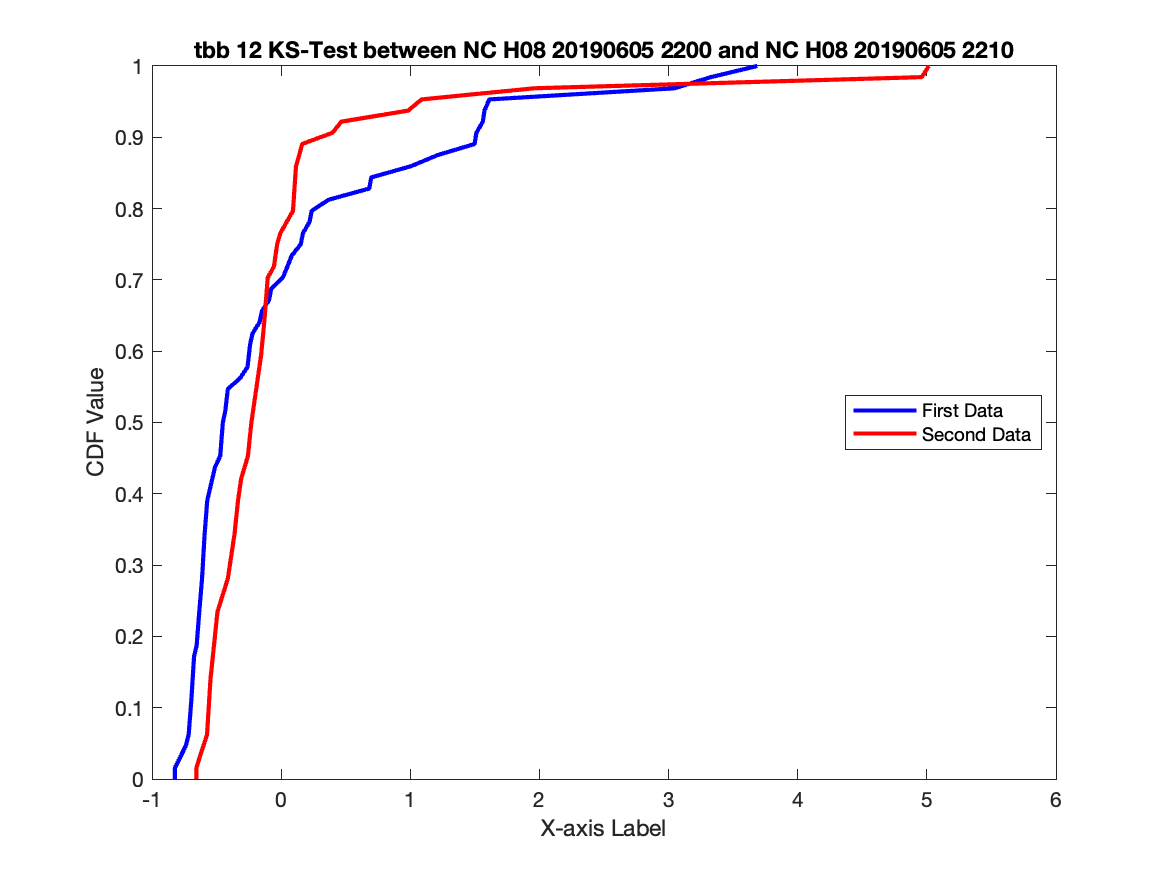 tbb 12 KS-Test between NC H08 20190605 2200 and NC H08 20190605 2210
1
0.9
0.8
0.7
0.6
0.5
0.4
0.3
0.2
0.1
0
CDF Value
First Data
Second Data
-1 0 1 2 3 4 5 6
X-axis Label